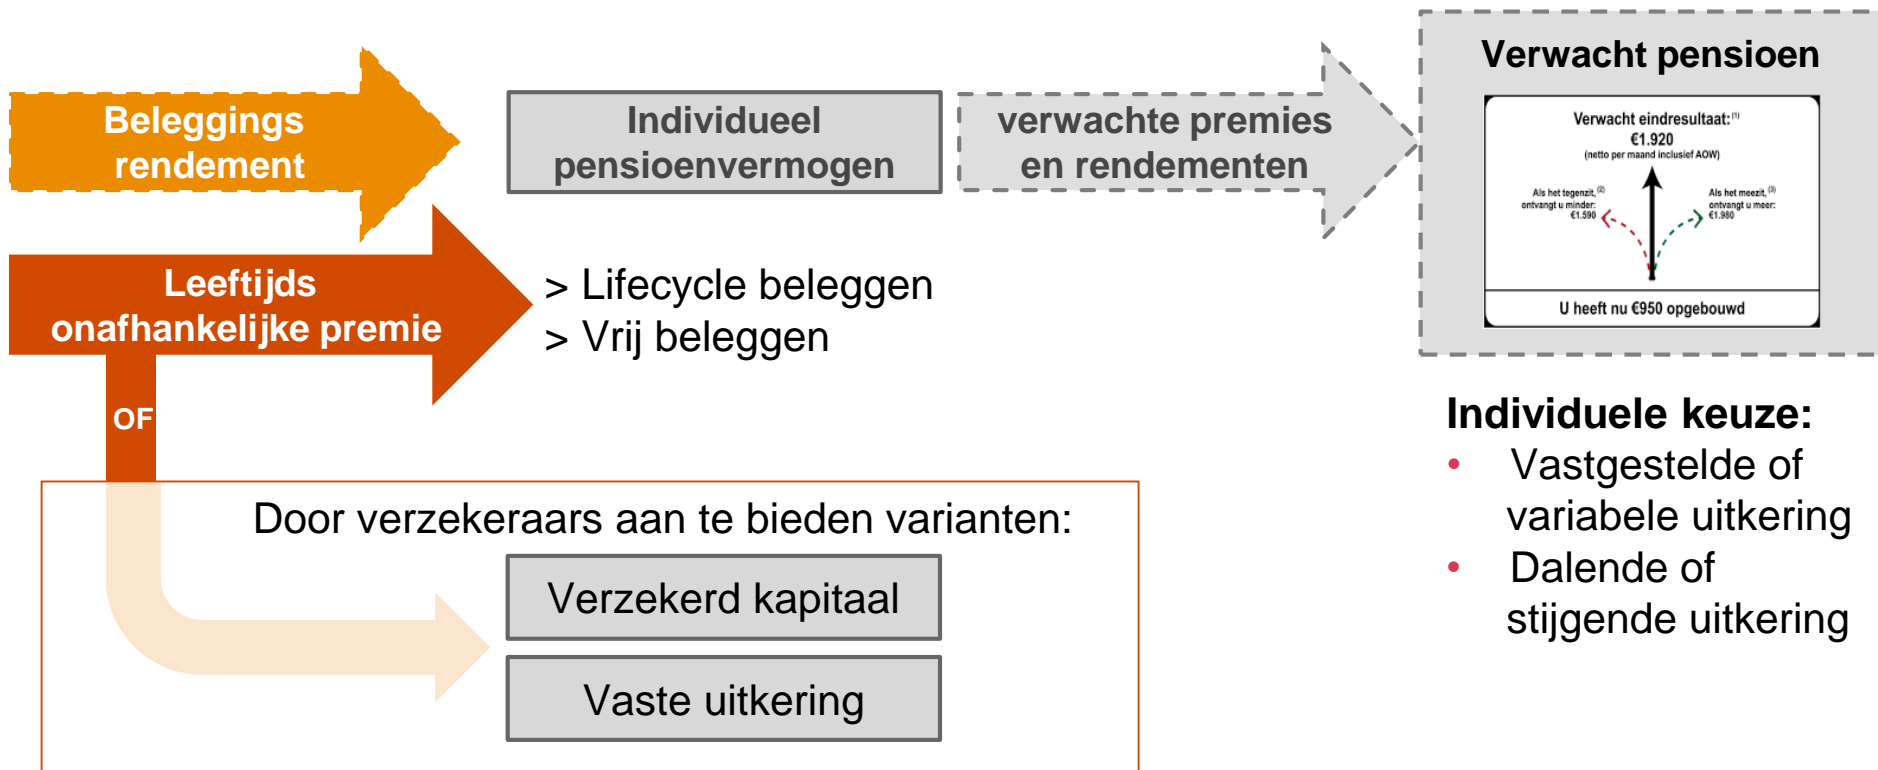 Beleggings
rendement
Individueel
pensioenvermogen
verwachte premies
en rendementen
Verwacht pensioen
Verwacht eindresultaat: (1)
€1.920
(netto per maand inclusief AOW)
Als het tegenzit, (2)
ontvangt u minder:
€1.590
Als het meezit, (3)
ontvangt u meer:
€1.980
U heeft nu €950 opgebouwd
Leeftijds
onafhankelijke premie
> Lifecycle beleggen
> Vrij beleggen
OF
Door verzekeraars aan te bieden varianten:
Verzekerd kapitaal
Vaste uitkering
Individuele keuze:
• Vastgestelde of
variabele uitkering
• Dalende of
stijgende uitkering